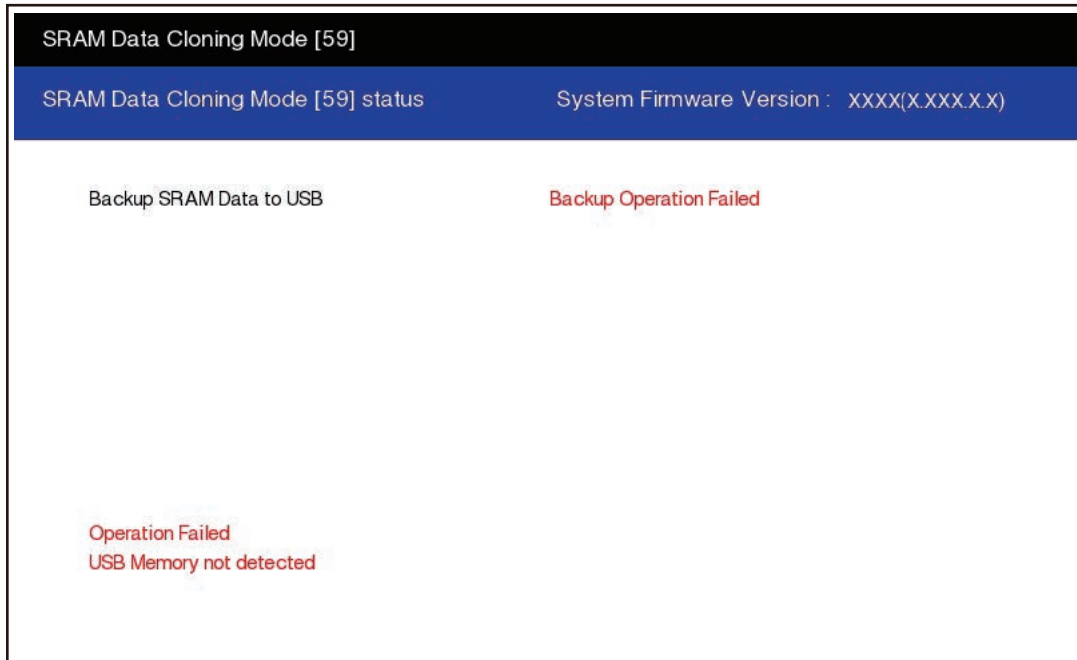 SRAM Data Cloning Mode [59]
SRAM Data Cloning Mode [59] status System Firmware Version : XXXX(X.XXX.X.X)
Backup SRAM Data to USB Backup Operation Failed
Operation Failed
USB Memory not detected